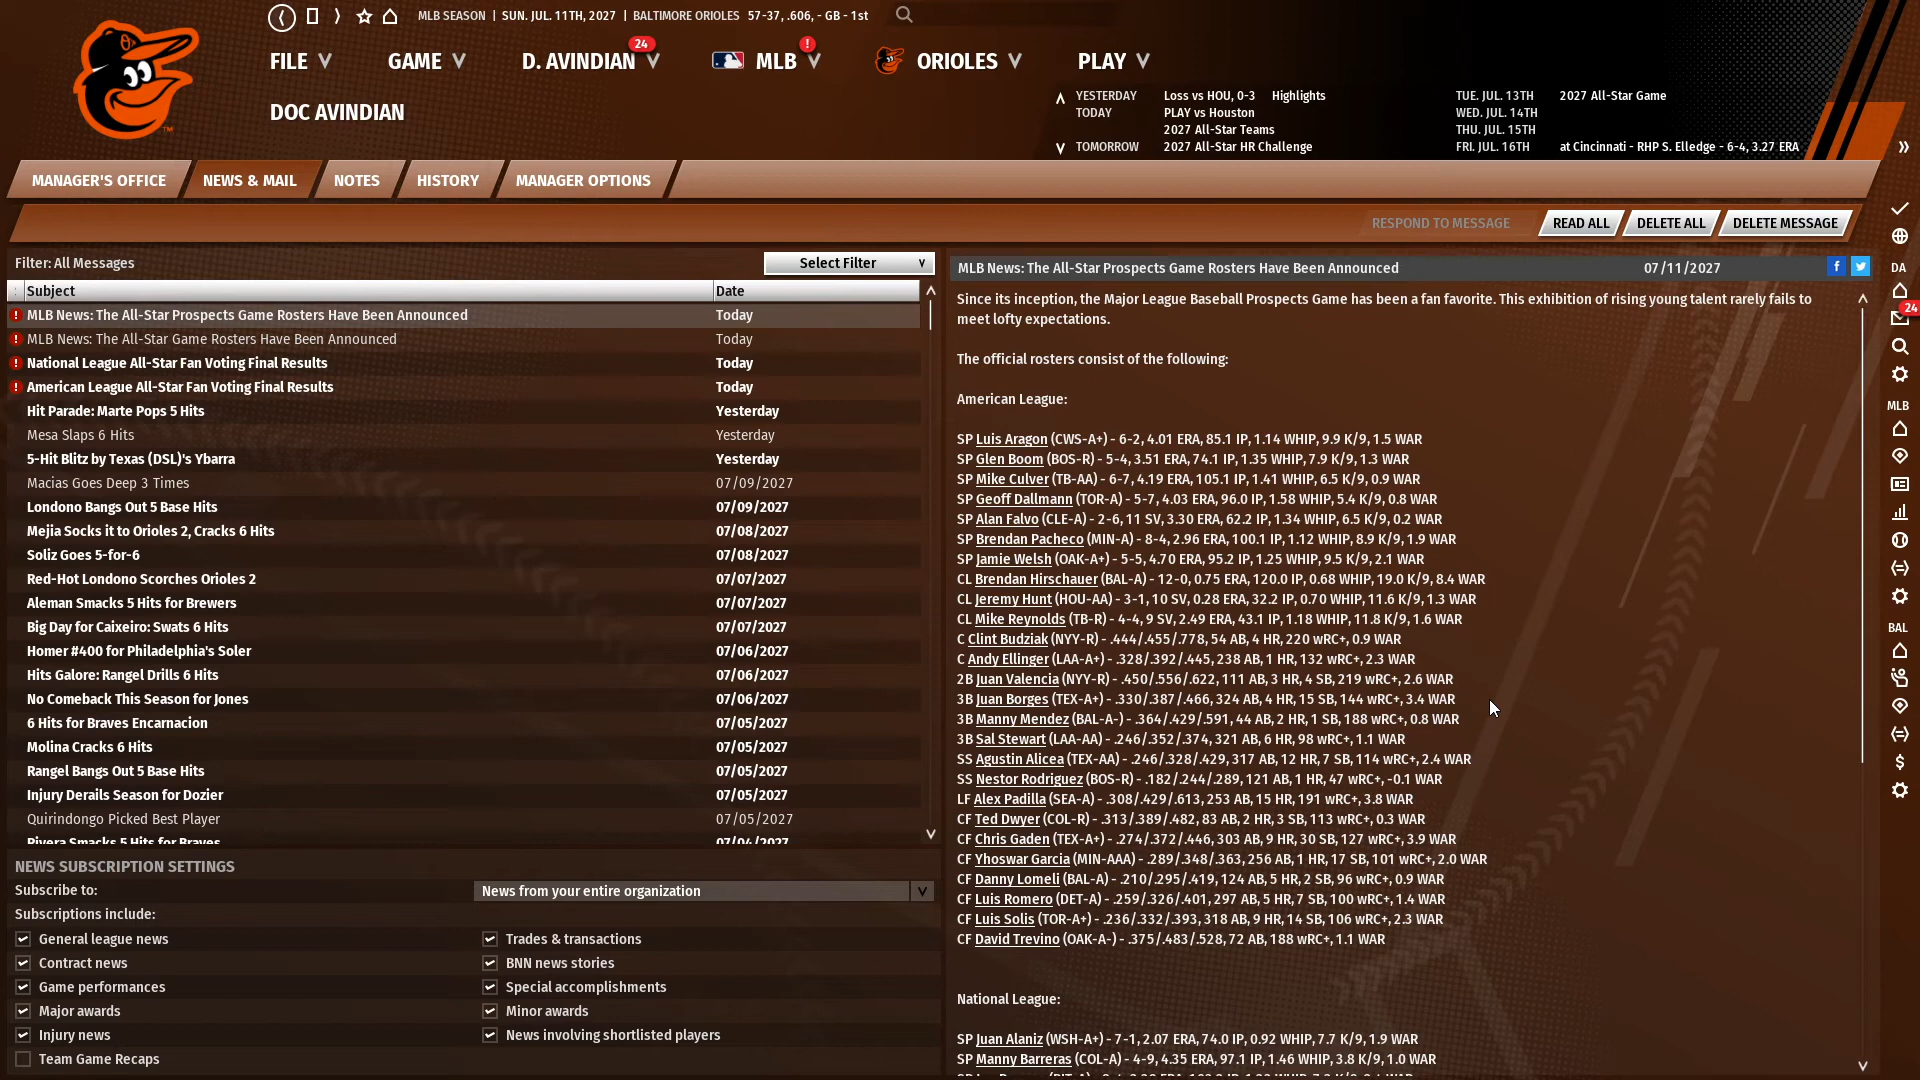 MLB SEASON | SUN. JUL. 11TH, 2027 | BALTIMORE ORIOLES 57-37, .606, - GB - 1st
FILE GAME D. AVINDIAN 24 MLB ! ORIOLES PLAY
DOC AVINDIAN
YESTERDAY Loss vs HOU, 0-3 Highlights
TODAY PLAY vs Houston
2027 All-Star Teams
TOMORROW 2027 All-Star HR Challenge
TUE. JUL. 13TH 2027 All-Star Game
WED. JUL. 14TH
THU. JUL. 15TH
FRI. JUL. 16TH at Cincinnati - RHP S. Elledge - 6-4, 3.27 ERA
MANAGER'S OFFICE NEWS & MAIL NOTES HISTORY MANAGER OPTIONS
RESPOND TO MESSAGE READ ALL DELETE ALL DELETE MESSAGE
Filter: All Messages Select Filter
Subject Date
MLB News: The All-Star Prospects Game Rosters Have Been Announced Today
MLB News: The All-Star Game Rosters Have Been Announced Today
National League All-Star Fan Voting Final Results Today
American League All-Star Fan Voting Final Results Today
Hit Parade: Marte Pops 5 Hits Yesterday
Mesa Slaps 6 Hits Yesterday
5-Hit Blitz by Texas (DSL)'s Ybarra Yesterday
Macias Goes Deep 3 Times 07/09/2027
Londono Bangs Out 5 Base Hits 07/09/2027
Mejia Socks it to Orioles 2, Cracks 6 Hits 07/08/2027
Soliz Goes 5-for-6 07/08/2027
Red-Hot Londono Scorches Orioles 2 07/07/2027
Aleman Smacks 5 Hits for Brewers 07/07/2027
Big Day for Caixeiro: Swats 6 Hits 07/07/2027
Homer #400 for Philadelphia's Soler 07/06/2027
Hits Galore: Rangel Drills 6 Hits 07/06/2027
No Comeback This Season for Jones 07/06/2027
6 Hits for Braves Encarnacion 07/05/2027
Molina Cracks 6 Hits 07/05/2027
Rangel Bangs Out 5 Base Hits 07/05/2027
Injury Derails Season for Dozier 07/05/2027
Quirindongo Picked Best Player 07/05/2027
Rivera Smacks 5 Hits for Braves 07/04/2027
NEWS SUBSCRIPTION SETTINGS
Subscribe to: News from your entire organization
Subscriptions include:
General league news Trades & transactions
Contract news BNN news stories
Game performances Special accomplishments
Major awards Minor awards
Injury news News involving shortlisted players
Team Game Recaps
MLB News: The All-Star Prospects Game Rosters Have Been Announced 07/11/2027
Since its inception, the Major League Baseball Prospects Game has been a fan favorite. This exhibition of rising young talent rarely fails to
meet lofty expectations.
The official rosters consist of the following:
American League:
SP Luis Aragon (CWS-A+) - 6-2, 4.01 ERA, 85.1 IP, 1.14 WHIP, 9.9 K/9, 1.5 WAR
SP Glen Boom (BOS-R) - 5-4, 3.51 ERA, 74.1 IP, 1.35 WHIP, 7.9 K/9, 1.3 WAR
SP Mike Culver (TB-AA) - 6-7, 4.19 ERA, 105.1 IP, 1.41 WHIP, 6.5 K/9, 0.9 WAR
SP Geoff Dallmann (TOR-A) - 5-7, 4.03 ERA, 96.0 IP, 1.58 WHIP, 5.4 K/9, 0.8 WAR
SP Alan Falvo (CLE-A) - 2-6, 11 SV, 3.30 ERA, 62.2 IP, 1.34 WHIP, 6.5 K/9, 0.2 WAR
SP Brendan Pacheco (MIN-A) - 8-4, 2.96 ERA, 100.1 IP, 1.12 WHIP, 8.9 K/9, 1.9 WAR
SP Jamie Welsh (OAK-A+) - 5-5, 4.70 ERA, 95.2 IP, 1.25 WHIP, 9.5 K/9, 2.1 WAR
CL Brendan Hirschauer (BAL-A) - 12-0, 0.75 ERA, 120.0 IP, 0.68 WHIP, 19.0 K/9, 8.4 WAR
CL Jeremy Hunt (HOU-AA) - 3-1, 10 SV, 0.28 ERA, 32.2 IP, 0.70 WHIP, 11.6 K/9, 1.3 WAR
CL Mike Reynolds (TB-R) - 4-4, 9 SV, 2.49 ERA, 43.1 IP, 1.18 WHIP, 11.8 K/9, 1.6 WAR
C Clint Budziak (NYY-R) - .444/.455/.778, 54 AB, 4 HR, 220 wRC+, 0.9 WAR
C Andy Ellinger (LAA-A+) - .328/.392/.445, 238 AB, 1 HR, 132 wRC+, 2.3 WAR
2B Juan Valencia (NYY-R) - .450/.556/.622, 111 AB, 3 HR, 4 SB, 219 wRC+, 2.6 WAR
3B Juan Borges (TEX-A+) - .330/.387/.466, 324 AB, 4 HR, 15 SB, 144 wRC+, 3.4 WAR
3B Manny Mendez (BAL-A-) - .364/.429/.591, 44 AB, 2 HR, 1 SB, 188 wRC+, 0.8 WAR
3B Sal Stewart (LAA-AA) - .246/.352/.374, 321 AB, 6 HR, 98 wRC+, 1.1 WAR
SS Agustin Alicea (TEX-AA) - .246/.328/.429, 317 AB, 12 HR, 7 SB, 114 wRC+, 2.4 WAR
SS Nestor Rodriguez (BOS-R) - .182/.244/.289, 121 AB, 1 HR, 47 wRC+, -0.1 WAR
LF Alex Padilla (SEA-A) - .308/.429/.613, 253 AB, 15 HR, 191 wRC+, 3.8 WAR
CF Ted Dwyer (COL-R) - .313/.389/.482, 83 AB, 2 HR, 3 SB, 113 wRC+, 0.3 WAR
CF Chris Gaden (TEX-A+) - .274/.372/.446, 303 AB, 9 HR, 30 SB, 127 wRC+, 3.9 WAR
CF Yhoswar Garcia (MIN-AAA) - .289/.348/.363, 256 AB, 1 HR, 17 SB, 101 wRC+, 2.0 WAR
CF Danny Lomeli (BAL-A) - .210/.295/.419, 124 AB, 5 HR, 2 SB, 96 wRC+, 0.9 WAR
CF Luis Romero (DET-A) - .259/.326/.401, 297 AB, 5 HR, 7 SB, 100 wRC+, 1.4 WAR
CF Luis Solis (TOR-A+) - .236/.332/.393, 318 AB, 9 HR, 14 SB, 106 wRC+, 2.3 WAR
CF David Trevino (OAK-A-) - .375/.483/.528, 72 AB, 188 wRC+, 1.1 WAR
National League:
SP Juan Alaniz (WSH-A+) - 7-1, 2.07 ERA, 74.0 IP, 0.92 WHIP, 7.7 K/9, 1.9 WAR
SP Manny Barreras (COL-A) - 4-9, 4.35 ERA, 97.1 IP, 1.46 WHIP, 3.8 K/9, 1.0 WAR
DA
24
MLB
BAL